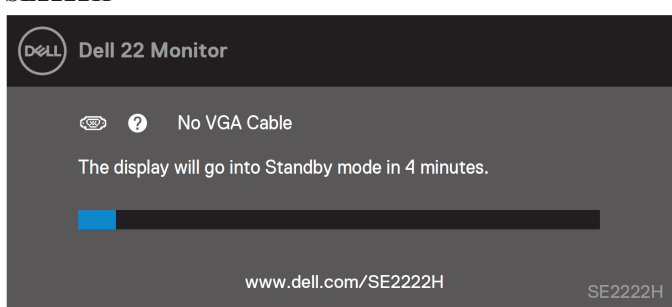 DELL Dell 22 Monitor
? No VGA Cable
The display will go into Standby mode in 4 minutes.
www.dell.com/SE2222H
SE2222H